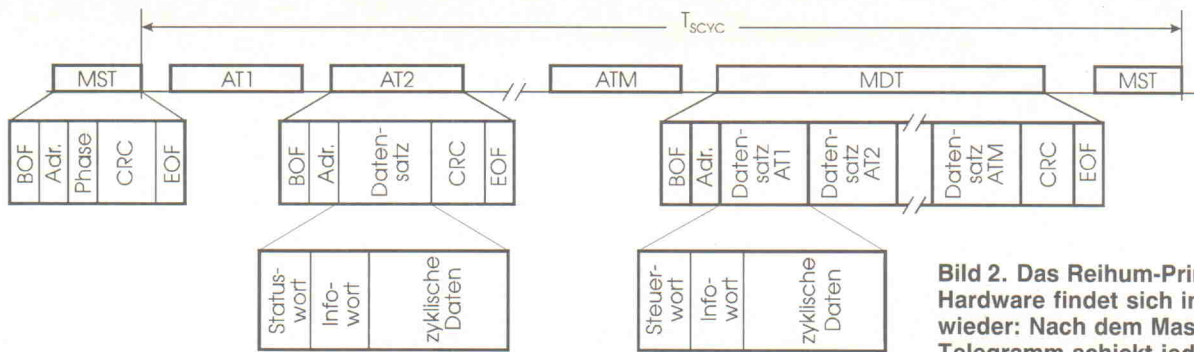 T_SCYC
MST AT1 AT2 ATM MDT MST
BOF Adr. Phase CRC EOF
BOF Adr. Daten-satz CRC EOF
BOF Adr. Daten-satz AT1 Daten-satz AT2 Daten-satz ATM CRC EOF
Status-wort Info-wort zyklische Daten
Steuer-wort Info-wort zyklische Daten
Bild 2. Das Reihum-Prin
Hardware findet sich in
wieder: Nach dem Mas
Telegramm schickt jed